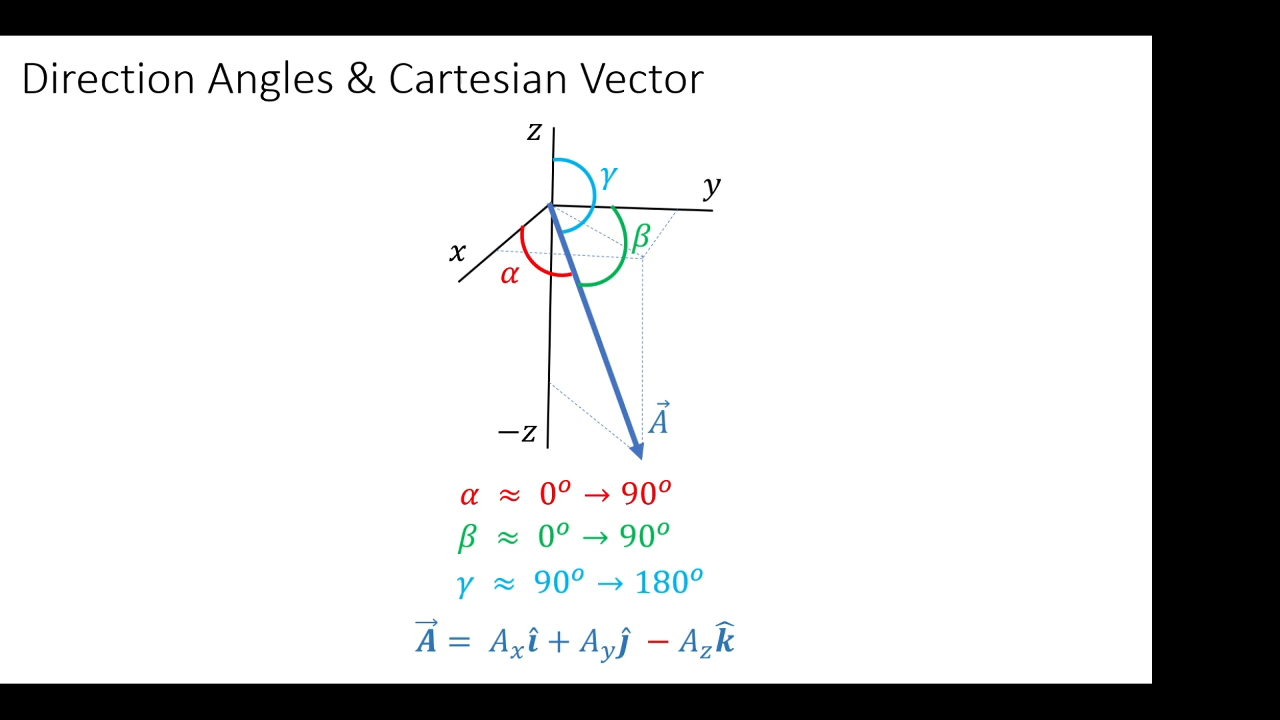 Direction Angles & Cartesian Vector
z
γ
y
β
x
α
A⃗
−z
α ≈ 0° → 90°
β ≈ 0° → 90°
γ ≈ 90° → 180°
A⃗ = Aₓî + Aᵧĵ − A_z k̂